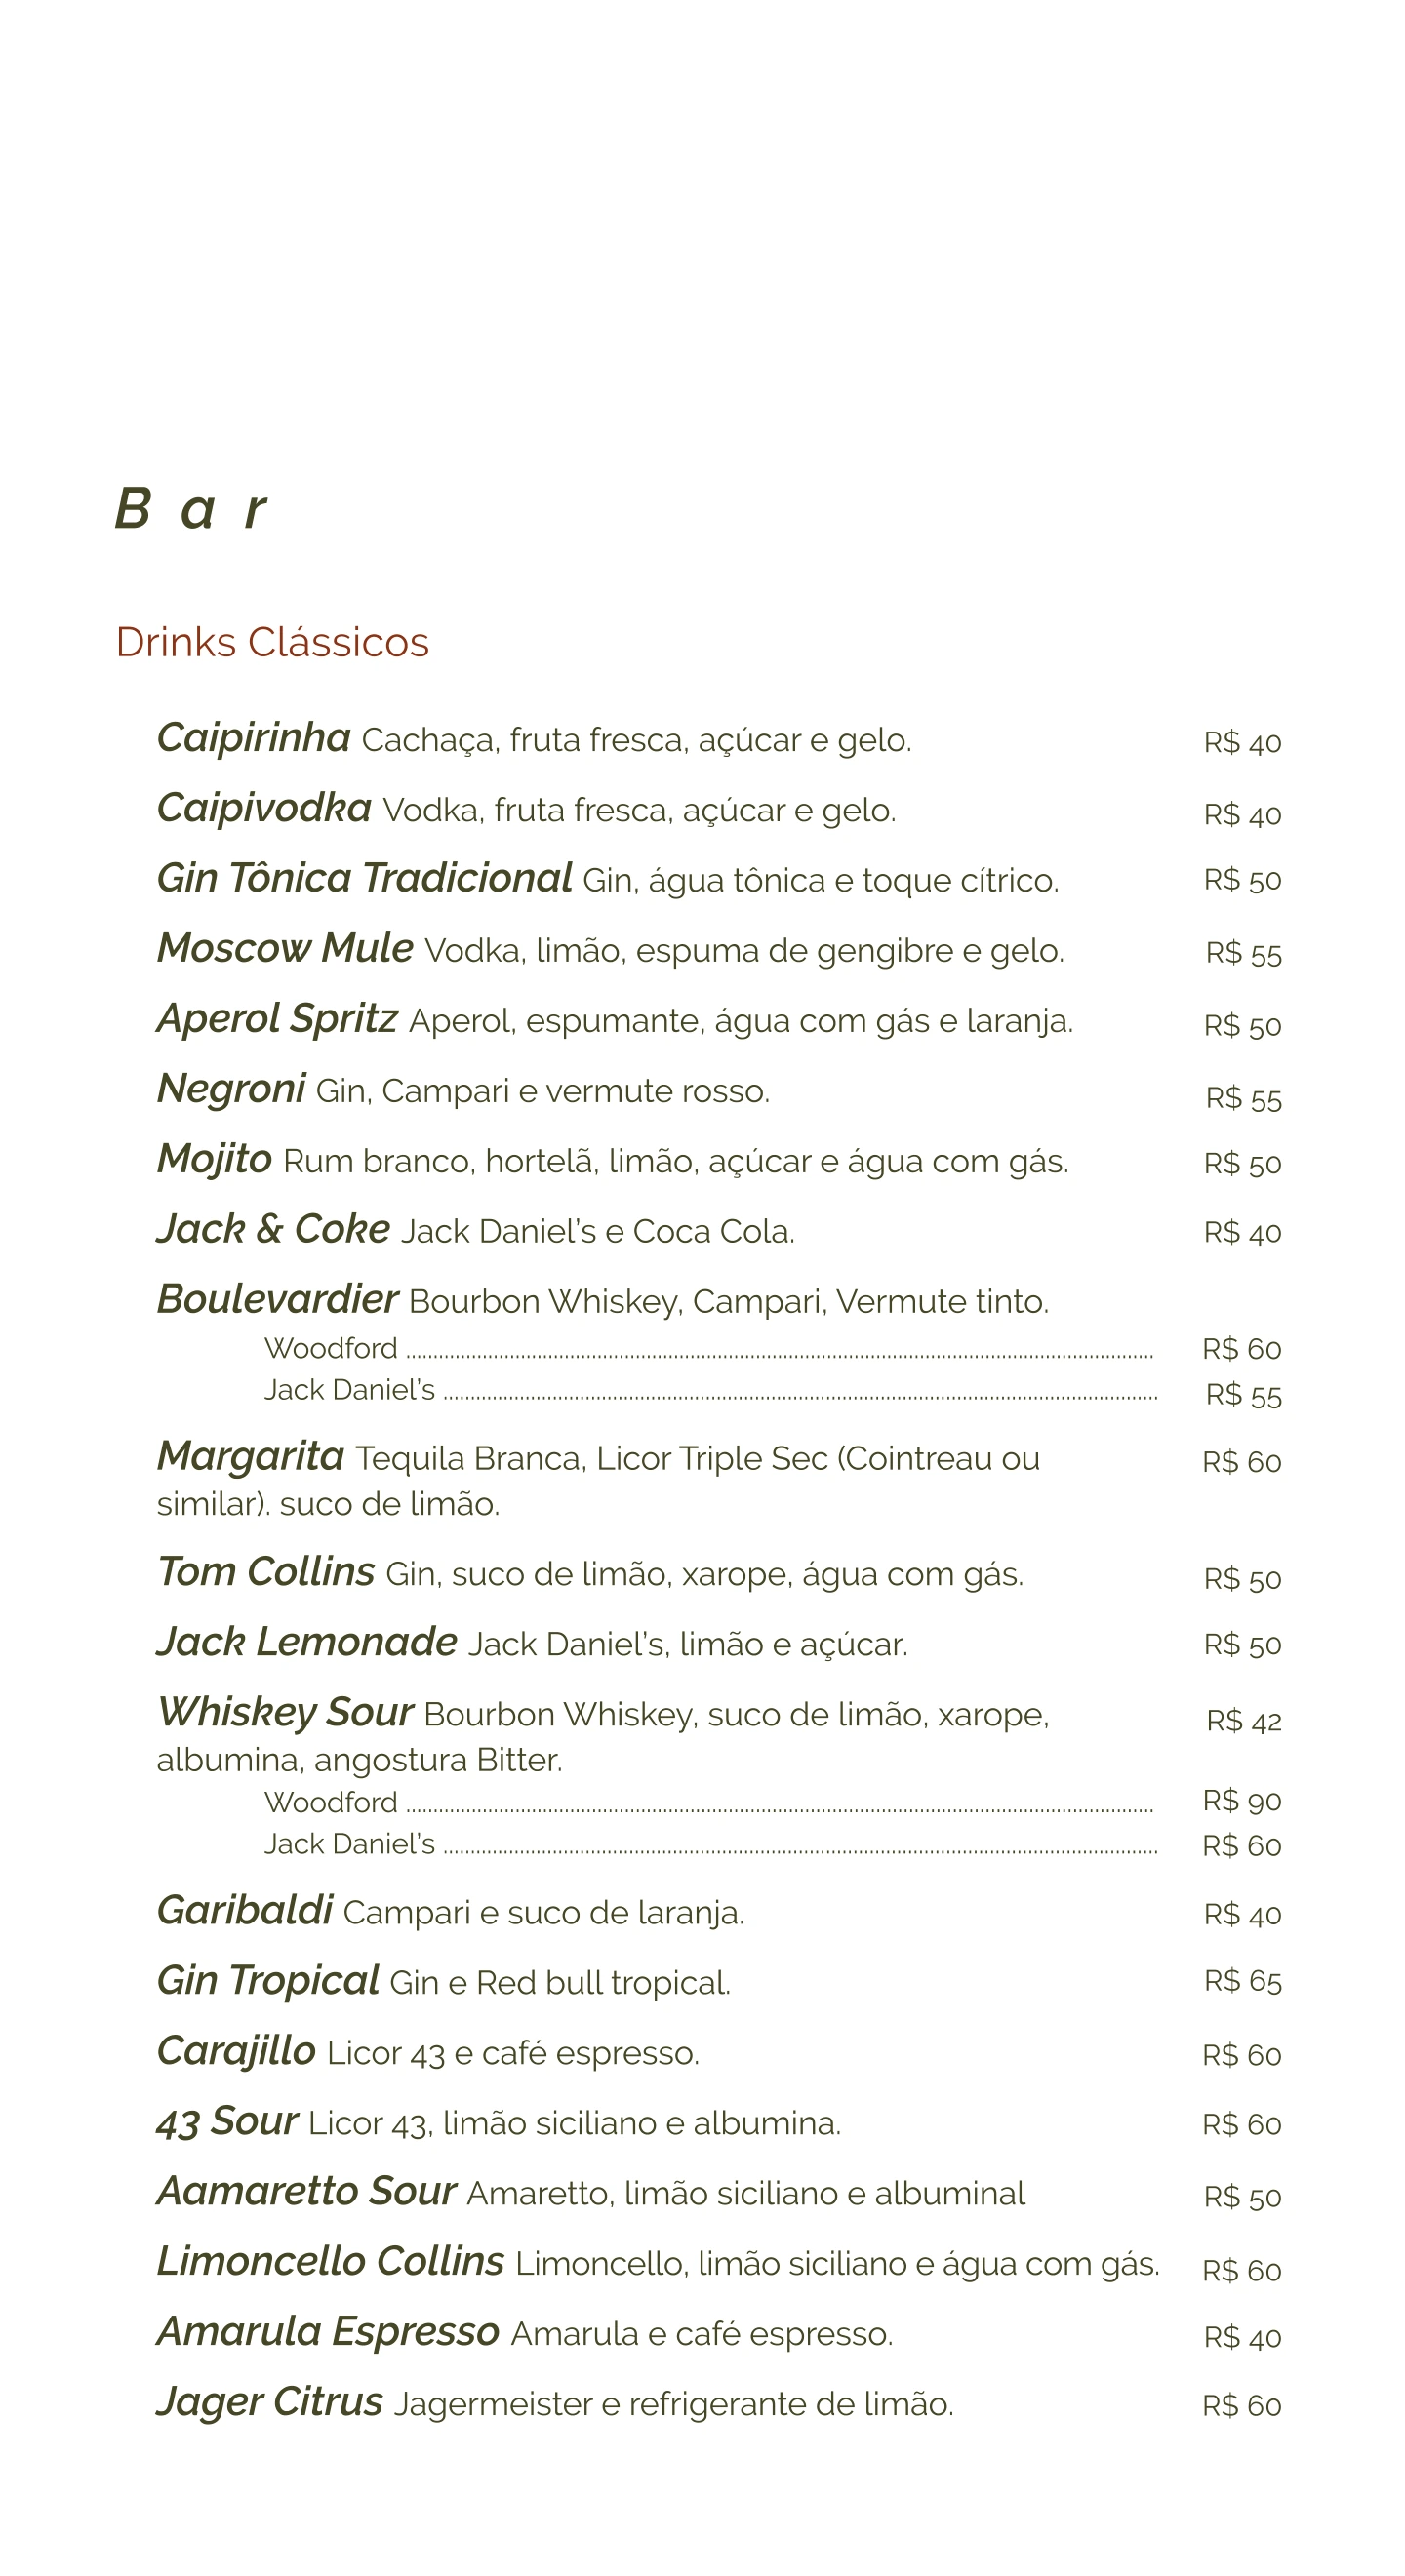 Bar
Drinks Clássicos
Caipirinha Cachaça, fruta fresca, açúcar e gelo. R$ 40
Caipivodka Vodka, fruta fresca, açúcar e gelo. R$ 40
Gin Tônica Tradicional Gin, água tônica e toque cítrico. R$ 50
Moscow Mule Vodka, limão, espuma de gengibre e gelo. R$ 55
Aperol Spritz Aperol, espumante, água com gás e laranja. R$ 50
Negroni Gin, Campari e vermute rosso. R$ 55
Mojito Rum branco, hortelã, limão, açúcar e água com gás. R$ 50
Jack & Coke Jack Daniel’s e Coca Cola. R$ 40
Boulevardier Bourbon Whiskey, Campari, Vermute tinto.
Woodford R$ 60
Jack Daniel’s R$ 55
Margarita Tequila Branca, Licor Triple Sec (Cointreau ou R$ 60
similar). suco de limão.
Tom Collins Gin, suco de limão, xarope, água com gás. R$ 50
Jack Lemonade Jack Daniel’s, limão e açúcar. R$ 50
Whiskey Sour Bourbon Whiskey, suco de limão, xarope, R$ 42
albumina, angostura Bitter.
Woodford R$ 90
Jack Daniel’s R$ 60
Garibaldi Campari e suco de laranja. R$ 40
Gin Tropical Gin e Red bull tropical. R$ 65
Carajillo Licor 43 e café espresso. R$ 60
43 Sour Licor 43, limão siciliano e albumina. R$ 60
Aamaretto Sour Amaretto, limão siciliano e albuminal R$ 50
Limoncello Collins Limoncello, limão siciliano e água com gás. R$ 60
Amarula Espresso Amarula e café espresso. R$ 40
Jager Citrus Jagermeister e refrigerante de limão. R$ 60